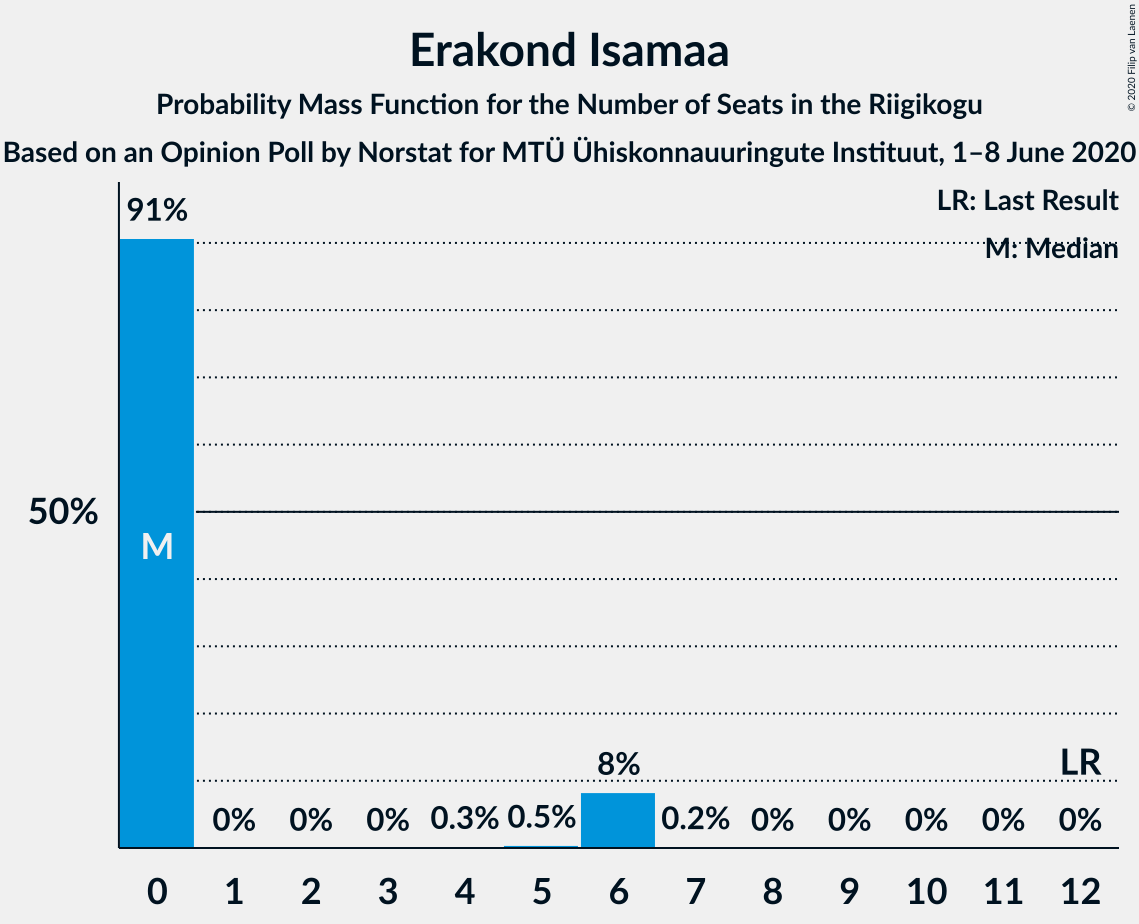 Erakond Isamaa
Probability Mass Function for the Number of Seats in the Riigikogu
Based on an Opinion Poll by Norstat for MTÜ Ühiskonnauuringute Instituut, 1–8 June 2020
© 2020 Filip van Laenen
LR: Last Result
M: Median
91%
50%
M
8%
LR
0% 0% 0% 0.3% 0.5% 0.2% 0% 0% 0% 0% 0%
0 1 2 3 4 5 6 7 8 9 10 11 12